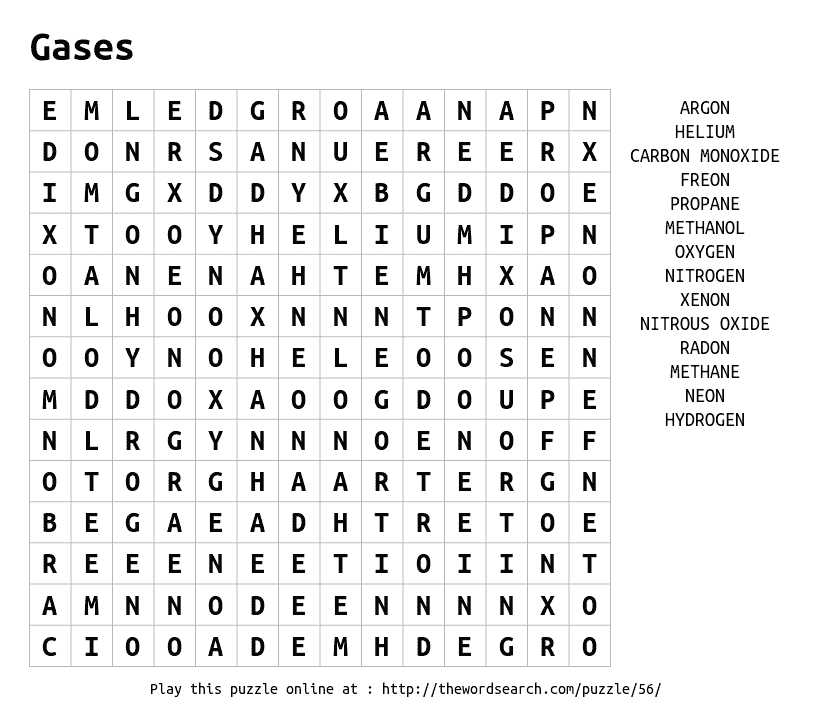 Gases
E M L E D G R O A A N A P N
D O N R S A N U E R E E R X
I M G X D D Y X B G D D O E
X T O O Y H E L I U M I P N
O A N E N A H T E M H X A O
N L H O O X N N N T P O N N
O O Y N O H E L E O O S E N
M D D O X A O O G D O U P E
N L R G Y N N N O E N O F F
O T O R G H A A R T E R G N
B E G A E A D H T R E T O E
R E E E N E E T I O I I N T
A M N N O D E E N N N N X O
C I O O A D E M H D E G R O
ARGON
HELIUM
CARBON MONOXIDE
FREON
PROPANE
METHANOL
OXYGEN
NITROGEN
XENON
NITROUS OXIDE
RADON
METHANE
NEON
HYDROGEN
Play this puzzle online at : http://thewordsearch.com/puzzle/56/